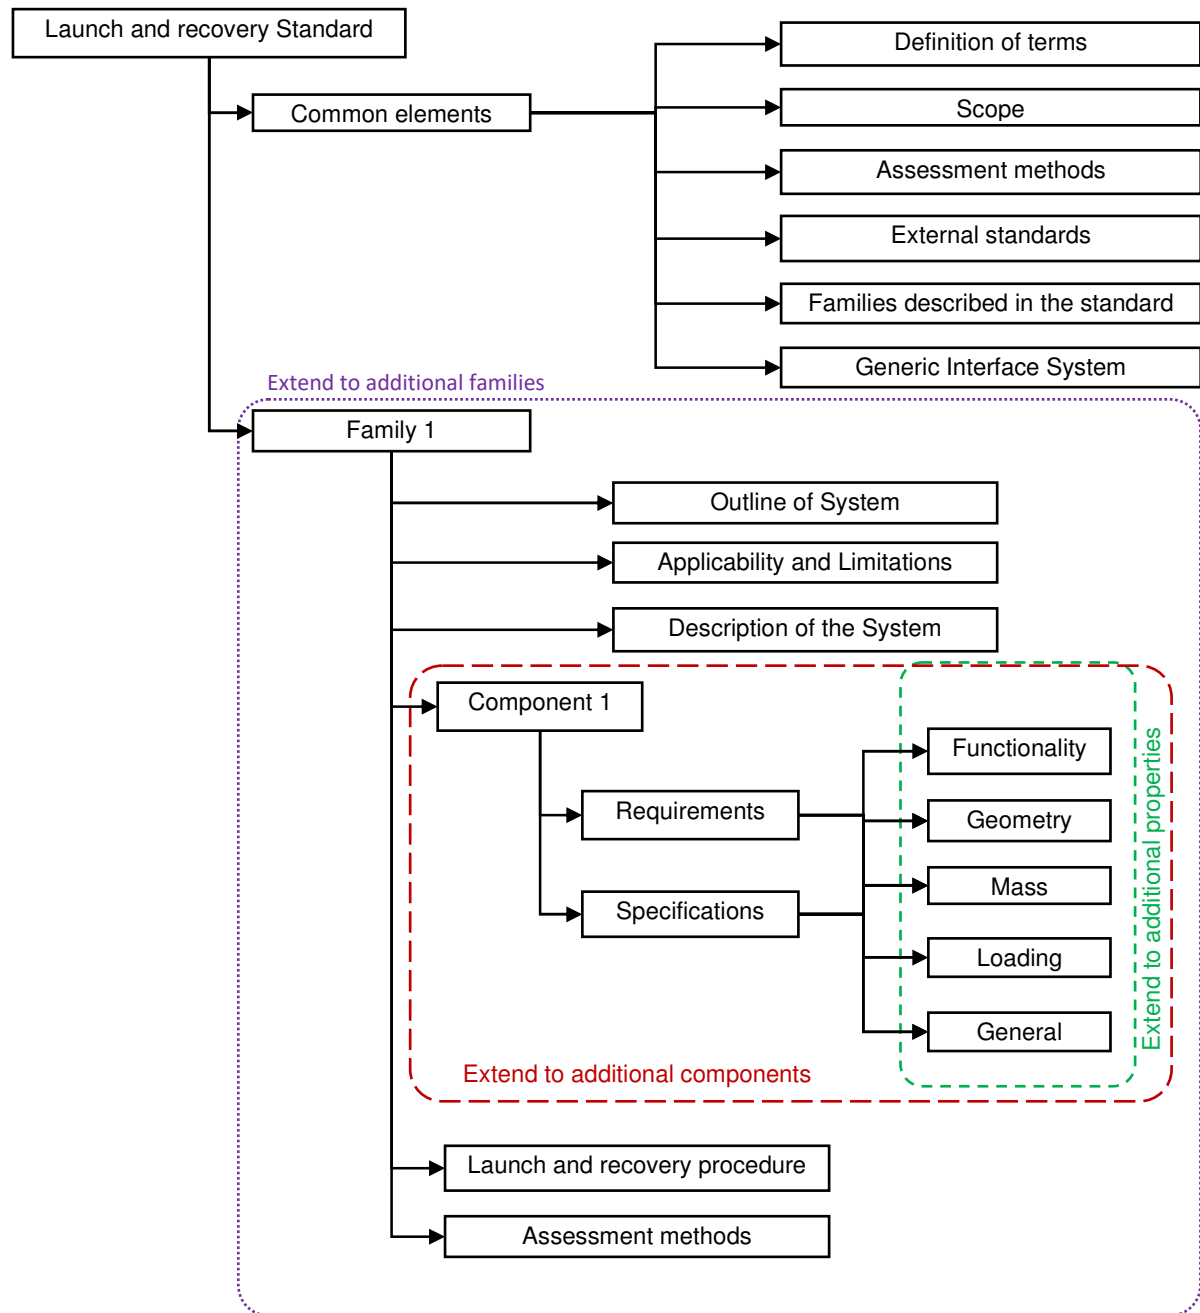 Launch and recovery Standard
Common elements
Definition of terms
Scope
Assessment methods
External standards
Families described in the standard
Generic Interface System
Extend to additional families
Family 1
Outline of System
Applicability and Limitations
Description of the System
Component 1
Requirements
Specifications
Functionality
Geometry
Mass
Loading
General
Extend to additional properties
Extend to additional components
Launch and recovery procedure
Assessment methods